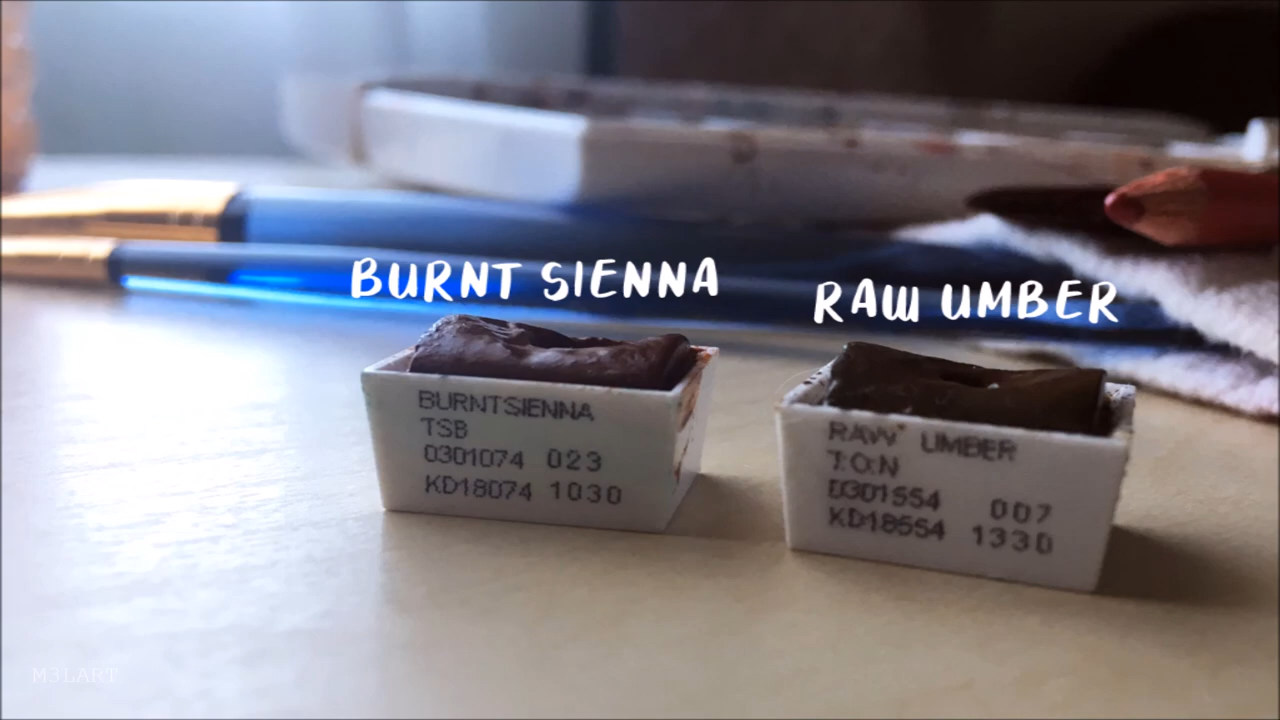 BURNT SIENNA
RAW UMBER
BURNTSIENNA
TSB
0301074 023
KD18074 1030
RAW UMBER
T.O.N
0301554 007
KD18554 1330
M3LART